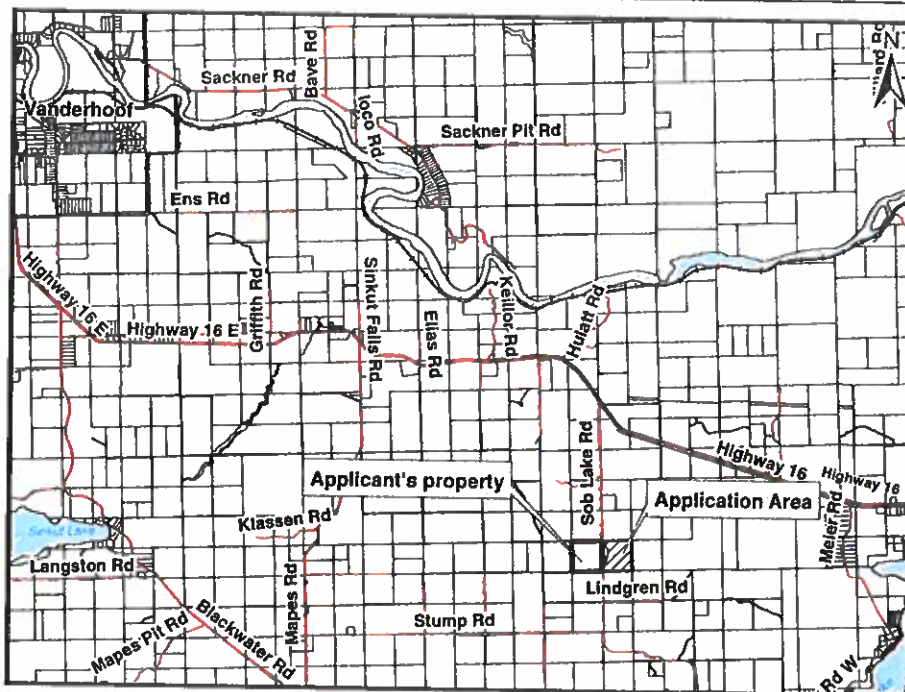 Sackner Rd
Bave Rd
N
Vanderhoof
Ioco Rd
Sackner Pit Rd
Ens Rd
Highway 16 E
Highway 16 E
Griffith Rd
Sinkut Falls Rd
Elias Rd
Keillor Rd
Hulatt Rd
Sob Lake Rd
Highway 16
Highway 16
Applicant's property
Application Area
Meier Rd
Klassen Rd
Sinkut Lake
Langston Rd
Mapes Rd
Lindgren Rd
Stump Rd
Mapes Pit Rd
Blackwater Rd
Rd W